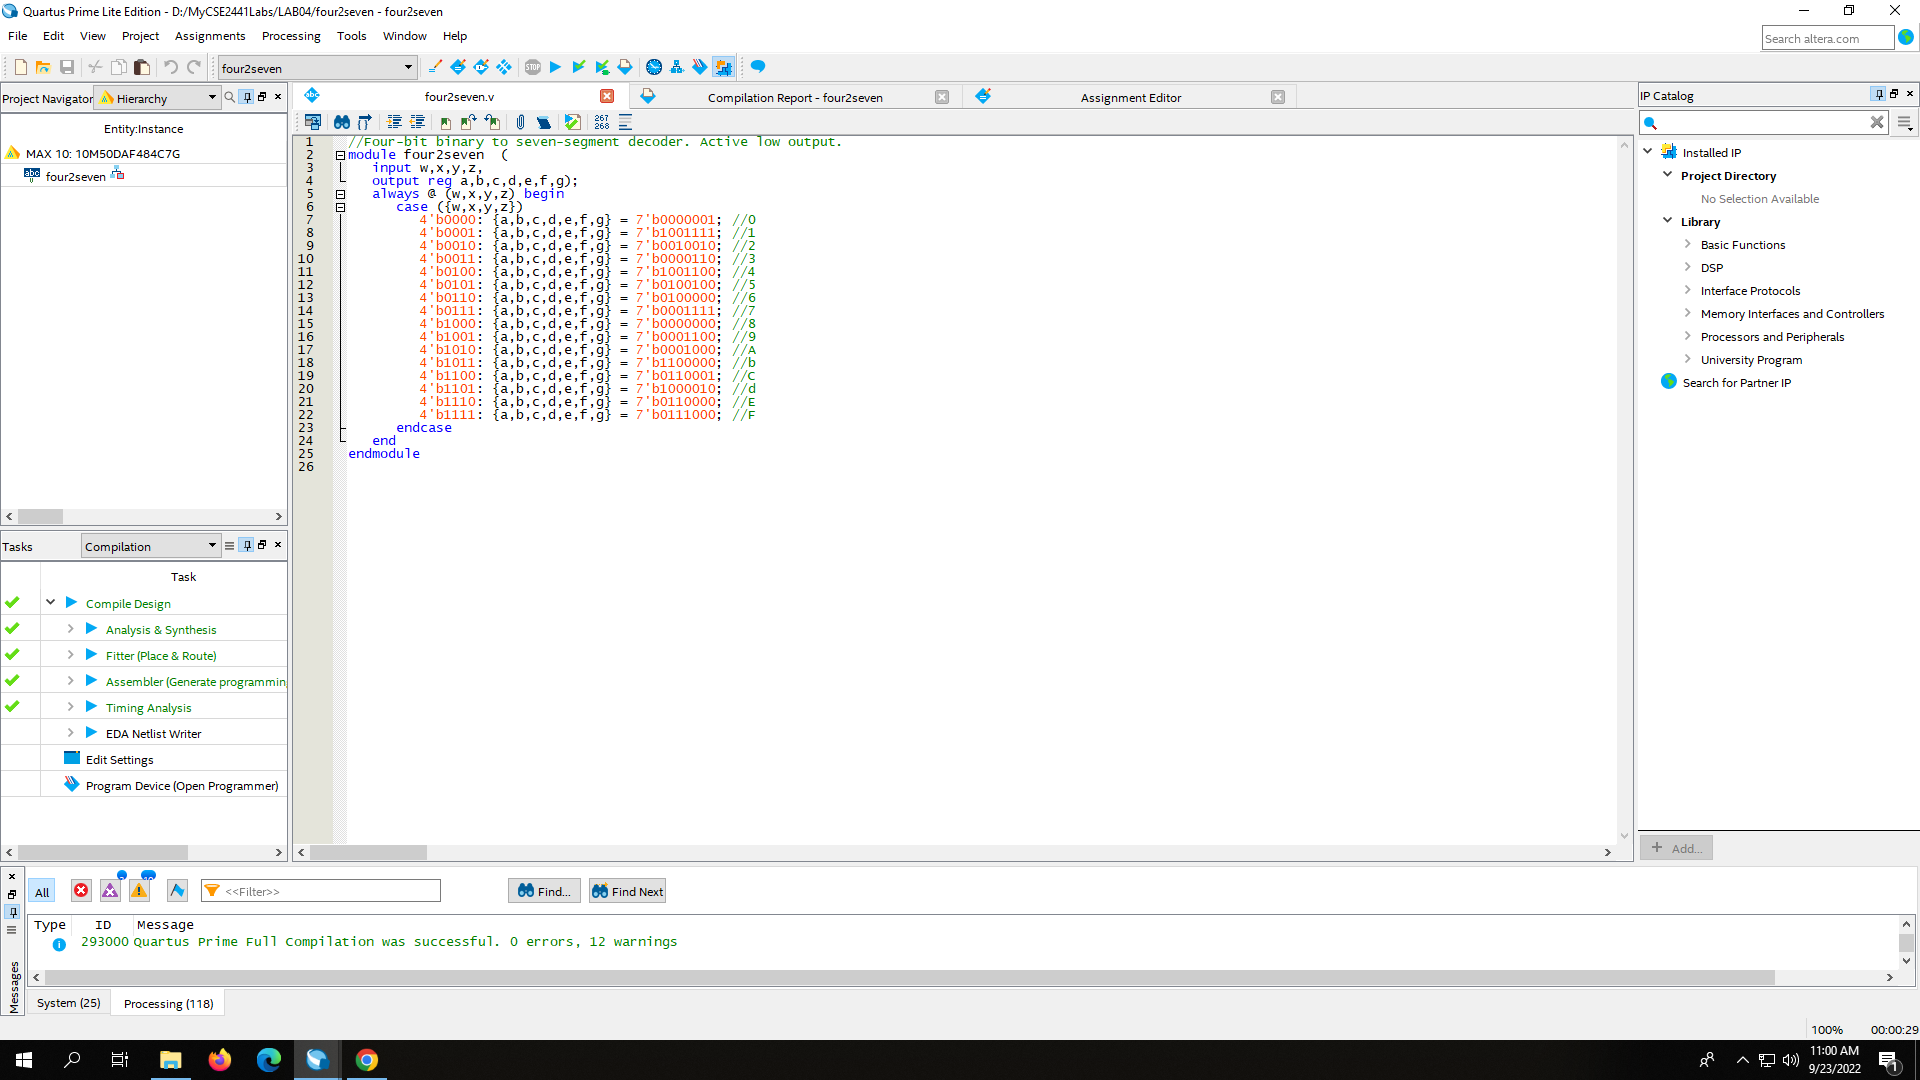 Quartus Prime Lite Edition - D:/MyCSE2441Labs/LAB04/four2seven - four2seven
File Edit View Project Assignments Processing Tools Window Help
Search altera.com
four2seven
Project Navigator Hierarchy
Entity:Instance
MAX 10: 10M50DAF484C7G
four2seven
Tasks Compilation
Task
Compile Design
Analysis & Synthesis
Fitter (Place & Route)
Assembler (Generate programmin
Timing Analysis
EDA Netlist Writer
Edit Settings
Program Device (Open Programmer)
four2seven.v Compilation Report - four2seven Assignment Editor
267
268
1 //Four-bit binary to seven-segment decoder. Active low output.
2 module four2seven (
3 input w,x,y,z,
4 output reg a,b,c,d,e,f,g);
5 always @ (w,x,y,z) begin
6 case ({w,x,y,z})
7 4'b0000: {a,b,c,d,e,f,g} = 7'b0000001; //0
8 4'b0001: {a,b,c,d,e,f,g} = 7'b1001111; //1
9 4'b0010: {a,b,c,d,e,f,g} = 7'b0010010; //2
10 4'b0011: {a,b,c,d,e,f,g} = 7'b0000110; //3
11 4'b0100: {a,b,c,d,e,f,g} = 7'b1001100; //4
12 4'b0101: {a,b,c,d,e,f,g} = 7'b0100100; //5
13 4'b0110: {a,b,c,d,e,f,g} = 7'b0100000; //6
14 4'b0111: {a,b,c,d,e,f,g} = 7'b0001111; //7
15 4'b1000: {a,b,c,d,e,f,g} = 7'b0000000; //8
16 4'b1001: {a,b,c,d,e,f,g} = 7'b0001100; //9
17 4'b1010: {a,b,c,d,e,f,g} = 7'b0001000; //A
18 4'b1011: {a,b,c,d,e,f,g} = 7'b1100000; //b
19 4'b1100: {a,b,c,d,e,f,g} = 7'b0110001; //C
20 4'b1101: {a,b,c,d,e,f,g} = 7'b1000010; //d
21 4'b1110: {a,b,c,d,e,f,g} = 7'b0110000; //E
22 4'b1111: {a,b,c,d,e,f,g} = 7'b0111000; //F
23 endcase
24 end
25 endmodule
26
IP Catalog
Installed IP
Project Directory
No Selection Available
Library
Basic Functions
DSP
Interface Protocols
Memory Interfaces and Controllers
Processors and Peripherals
University Program
Search for Partner IP
+ Add...
All <<Filter>> Find... Find Next
Type ID Message
293000 Quartus Prime Full Compilation was successful. 0 errors, 12 warnings
Messages
System (25) Processing (118)
100% 00:00:29
11:00 AM
9/23/2022
1